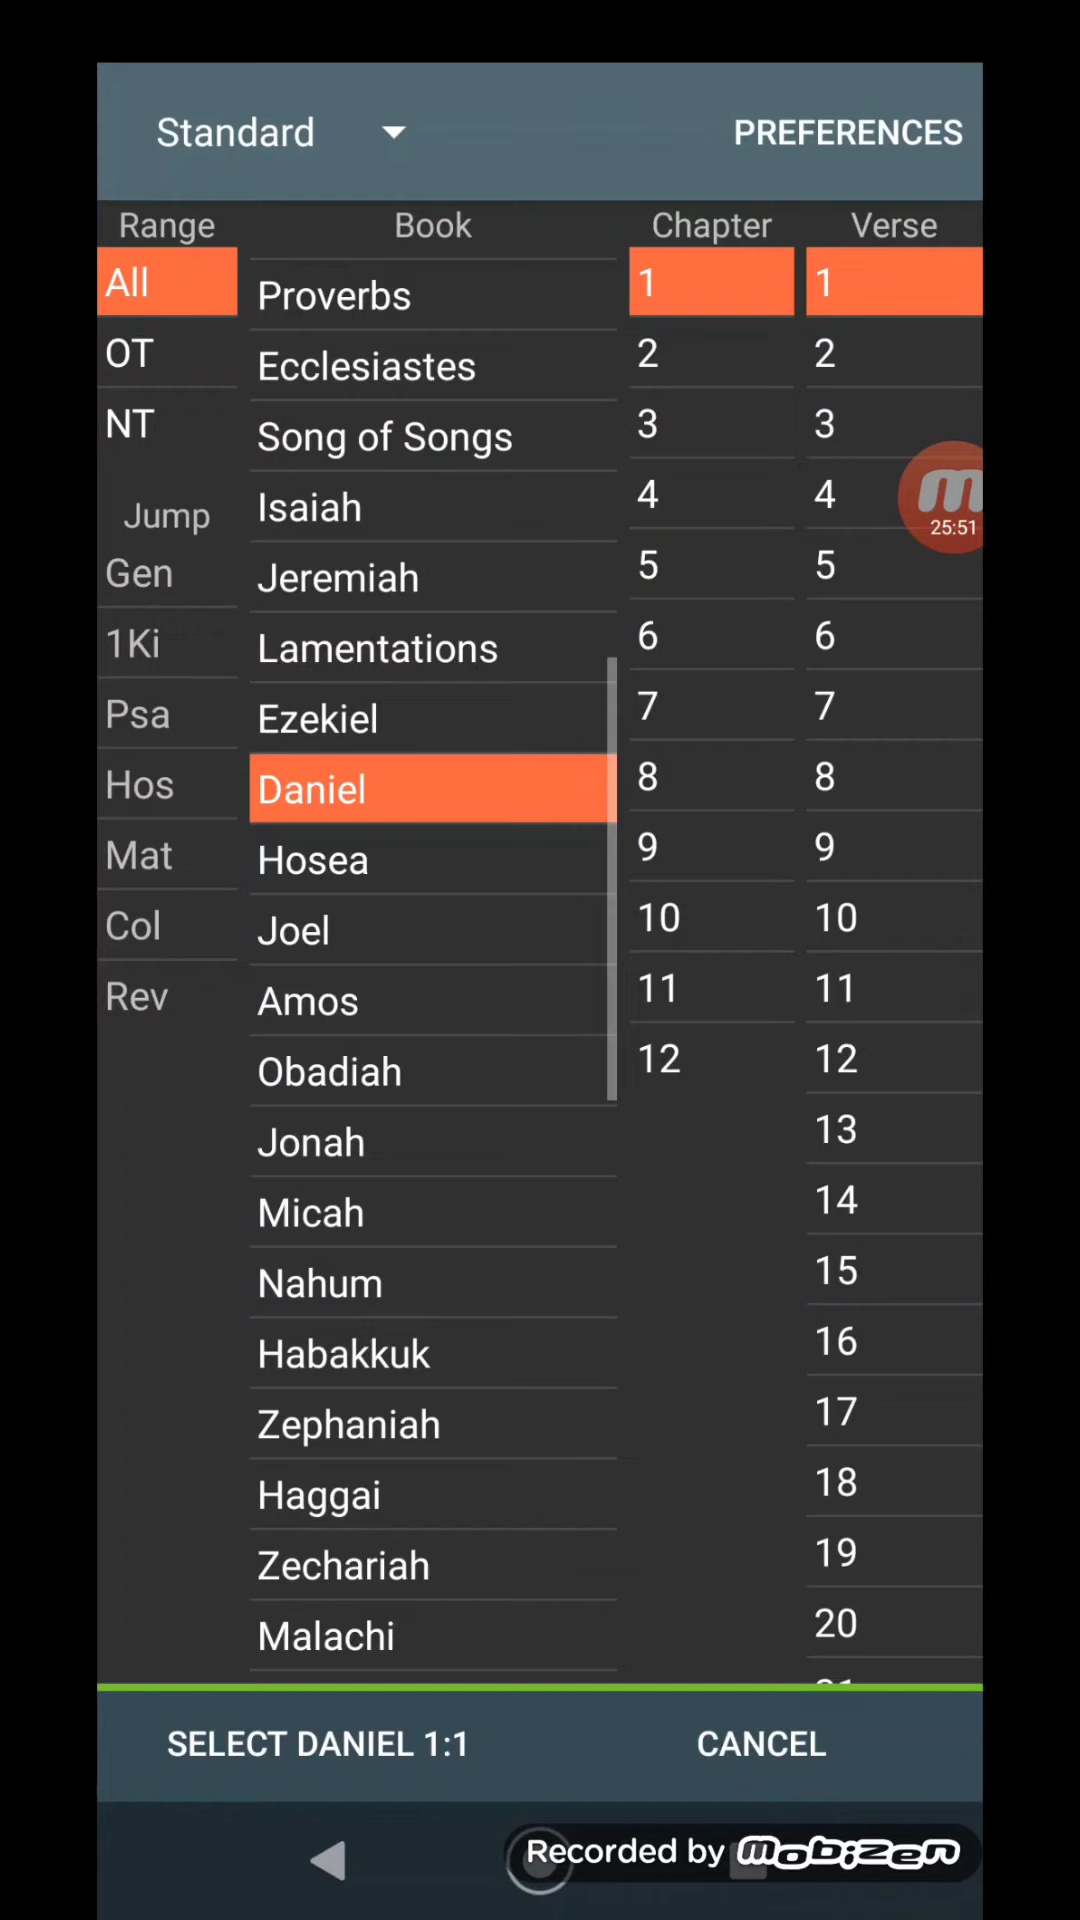 Standard
PREFERENCES
Range
Book
Chapter
Verse
All
OT
NT
Jump
Gen
1Ki
Psa
Hos
Mat
Col
Rev
Proverbs
Ecclesiastes
Song of Songs
Isaiah
Jeremiah
Lamentations
Ezekiel
Daniel
Hosea
Joel
Amos
Obadiah
Jonah
Micah
Nahum
Habakkuk
Zephaniah
Haggai
Zechariah
Malachi
1
2
3
4
5
6
7
8
9
10
11
12
1
2
3
4
5
6
7
8
9
10
11
12
13
14
15
16
17
18
19
20
m
25:51
SELECT DANIEL 1:1
CANCEL
Recorded by mobizen